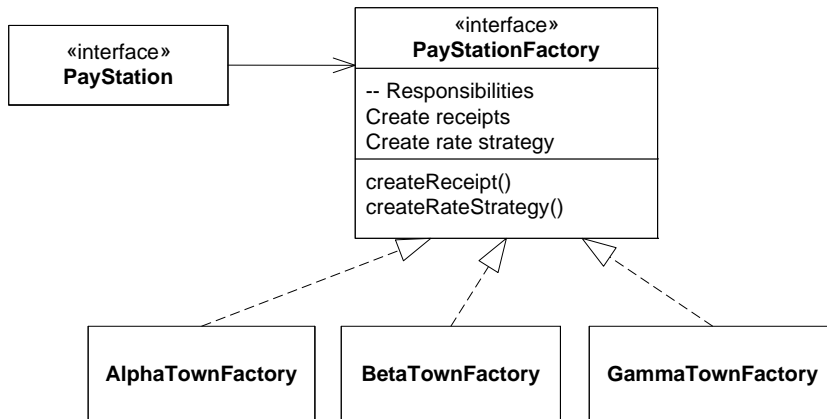 «interface»
PayStation
«interface»
PayStationFactory
-- Responsibilities
Create receipts
Create rate strategy
createReceipt()
createRateStrategy()
AlphaTownFactory
BetaTownFactory
GammaTownFactory